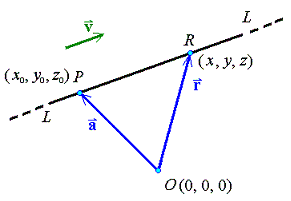 v⃗
L
R
(x, y, z)
(x₀, y₀, z₀) P
L
a⃗
r⃗
O (0, 0, 0)